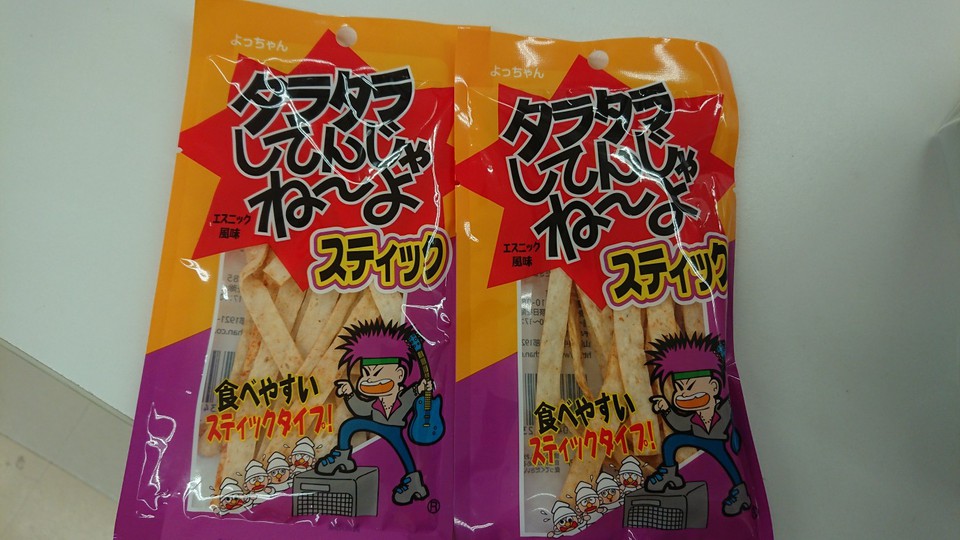 よっちゃん
タラタラ
してんじゃ
ね〜よ
エスニック
風味
スティック
食べやすい
スティックタイプ!
よっちゃん
タラタラ
してんじゃ
ね〜よ
エスニック
風味
スティック
食べやすい
スティックタイプ!